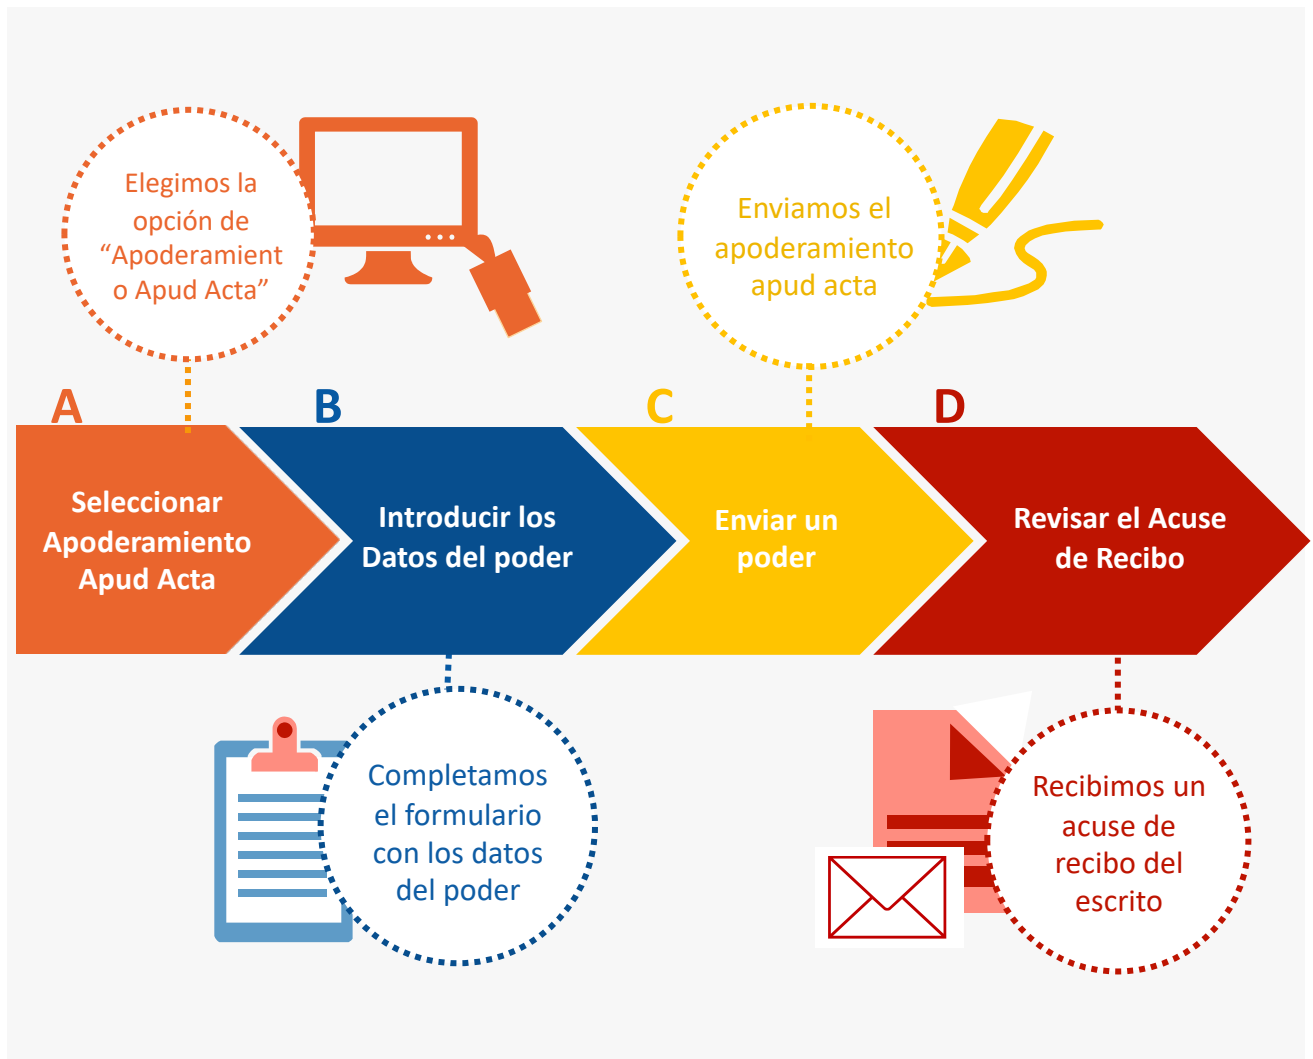 Elegimos la
opción de
“Apoderamient
o Apud Acta”
Enviamos el
apoderamiento
apud acta
A
B
C
D
Seleccionar
Apoderamiento
Apud Acta
Introducir los
Datos del poder
Enviar un
poder
Revisar el Acuse
de Recibo
Completamos
el formulario
con los datos
del poder
Recibimos un
acuse de
recibo del
escrito